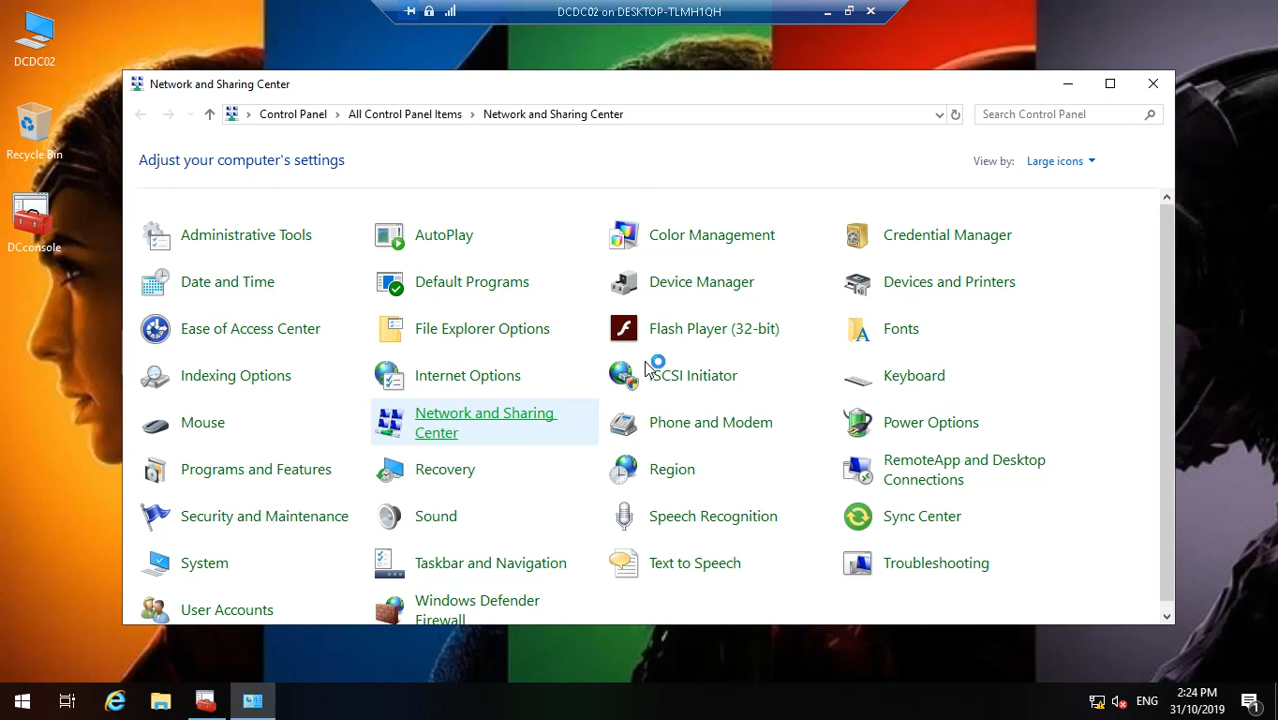 DCDC02 on DESKTOP-TLMH1QH
DCDC02
Recycle Bin
DCconsole
Network and Sharing Center
Control Panel > All Control Panel Items > Network and Sharing Center
Search Control Panel
Adjust your computer's settings
View by: Large icons
Administrative Tools
AutoPlay
Color Management
Credential Manager
Date and Time
Default Programs
Device Manager
Devices and Printers
Ease of Access Center
File Explorer Options
Flash Player (32-bit)
Fonts
Indexing Options
Internet Options
SCSI Initiator
Keyboard
Mouse
Network and Sharing
Center
Phone and Modem
Power Options
Programs and Features
Recovery
Region
RemoteApp and Desktop
Connections
Security and Maintenance
Sound
Speech Recognition
Sync Center
System
Taskbar and Navigation
Text to Speech
Troubleshooting
User Accounts
Windows Defender
Firewall
ENG
2:24 PM
31/10/2019
1